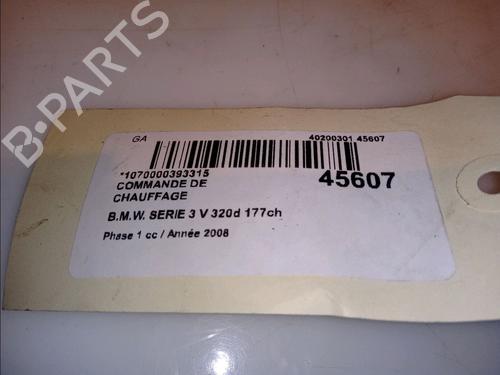 B-PARTS
GA
40200301 45607
*1070000393315
45607
COMMANDE DE
CHAUFFAGE
B.M.W. SERIE 3 V 320d 177ch
Phase 1 cc / Année 2008